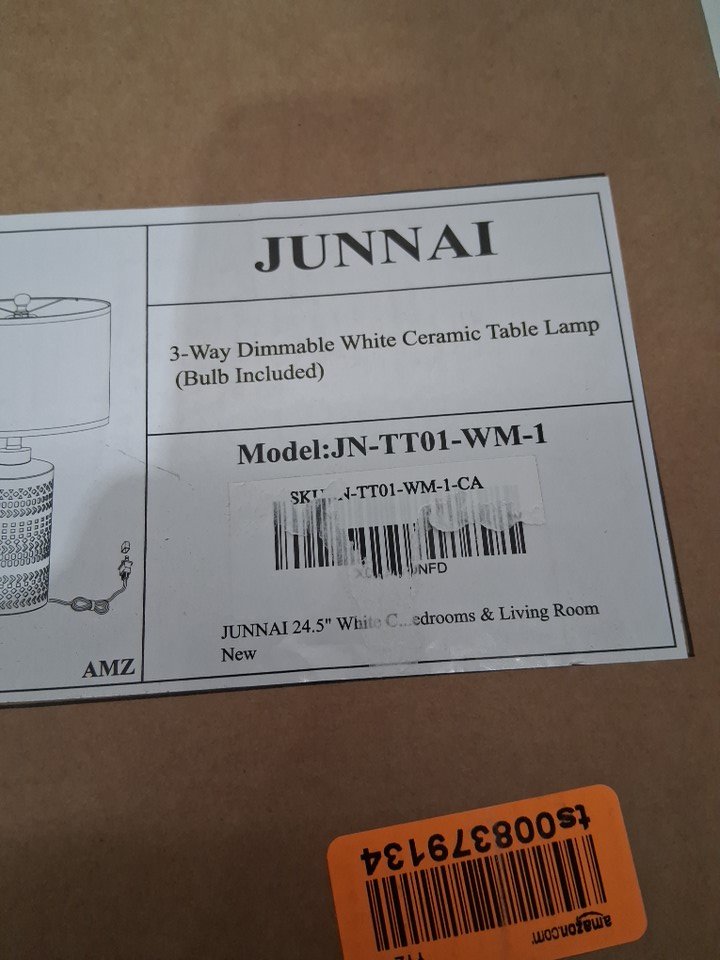 JUNNAI
3-Way Dimmable White Ceramic Table Lamp
(Bulb Included)
Model:JN-TT01-WM-1
N-TT01-WM-1-CA
NFD
JUNNAI 24.5" White C...edrooms & Living Room
New
AMZ
ts008379134
amazon.com